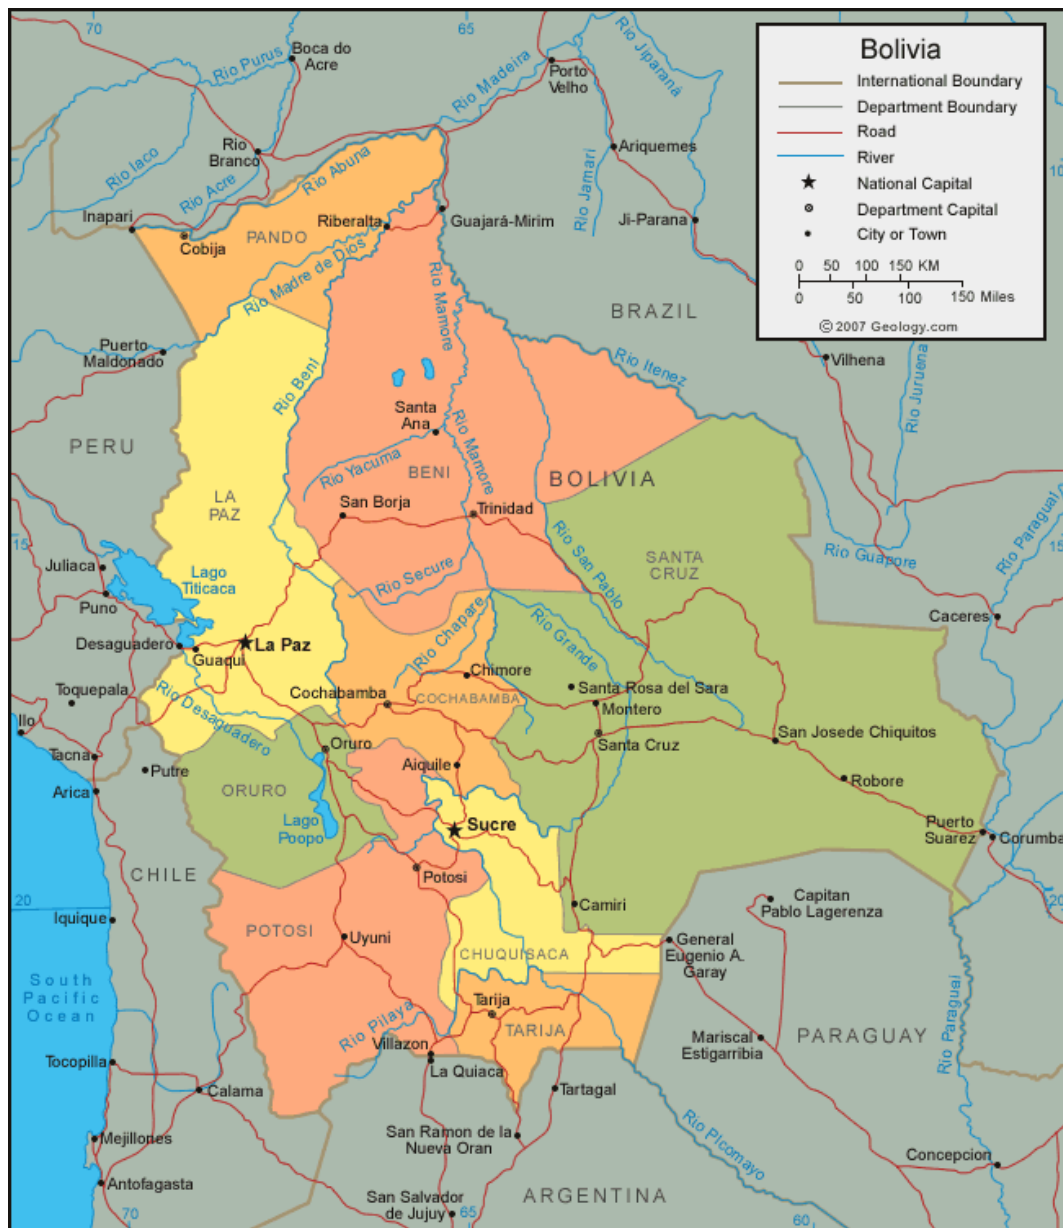 70
65
Boca do
Acre
Rio Purus
Rio Madeira
Porto
Velho
Rio Jiparaná
Bolivia
International Boundary
Department Boundary
Road
River
National Capital
Department Capital
City or Town
0 50 100 150 KM
0 50 100 150 Miles
© 2007 Geology.com
10
Rio Iaco
Rio
Branco
Rio Acre
Rio Abuna
Ariquemes
Rio Jamari
Inapari
Cobija
PANDO
Riberalta
Guajará-Mirim
Ji-Parana
Rio Madre de Dios
Rio Mamore
BRAZIL
Puerto
Maldonado
Rio Beni
Rio Itenez
Vilhena
Rio Juruena
PERU
Santa
Ana
Rio Yacuma
BENI
Rio Mamore
BOLIVIA
LA
PAZ
San Borja
Trinidad
15
Rio San Pablo
SANTA
CRUZ
Rio Guapore
Rio Paraguai
15
Juliaca
Lago
Titicaca
Puno
Rio Secure
Rio Chapare
Rio Grande
Caceres
Desaguadero
Guaqui
La Paz
Toquepala
Rio Desaguadero
Cochabamba
Chimore
COCHABAMBA
Santa Rosa del Sara
Montero
Santa Cruz
San Josede Chiquitos
Ilo
Tacna
Putre
Arica
Oruro
ORURO
Lago
Poopo
Aiquile
Sucre
Robore
Puerto
Suarez
Corumba
CHILE
Potosi
20
Camiri
Capitan
Pablo Lagerenza
20
Iquique
POTOSI
Uyuni
CHUQUISACA
General
Eugenio A.
Garay
South
Pacific
Ocean
Rio Pilaya
Tarija
TARIJA
Villazon
La Quiaca
Mariscal
Estigarribia
PARAGUAY
Rio Paraguai
Tocopilla
Calama
Tartagal
Mejillones
San Ramon de la
Nueva Oran
Rio Plcomayo
Concepcion
Antofagasta
San Salvador
de Jujuy
ARGENTINA
70
65
60